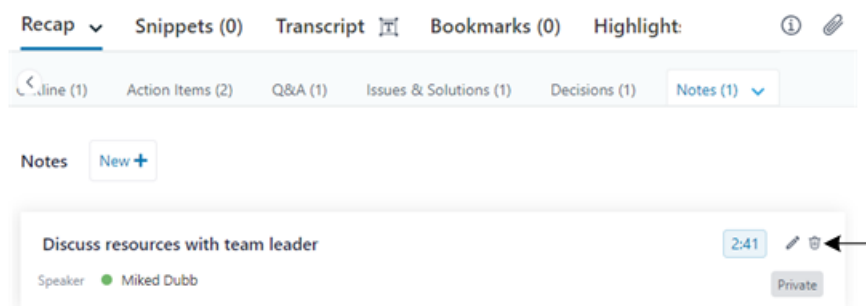 Recap Snippets (0) Transcript Bookmarks (0) Highlight:
line (1) Action Items (2) Q&A (1) Issues & Solutions (1) Decisions (1) Notes (1)
Notes New +
Discuss resources with team leader 2:41
Speaker Miked Dubb Private